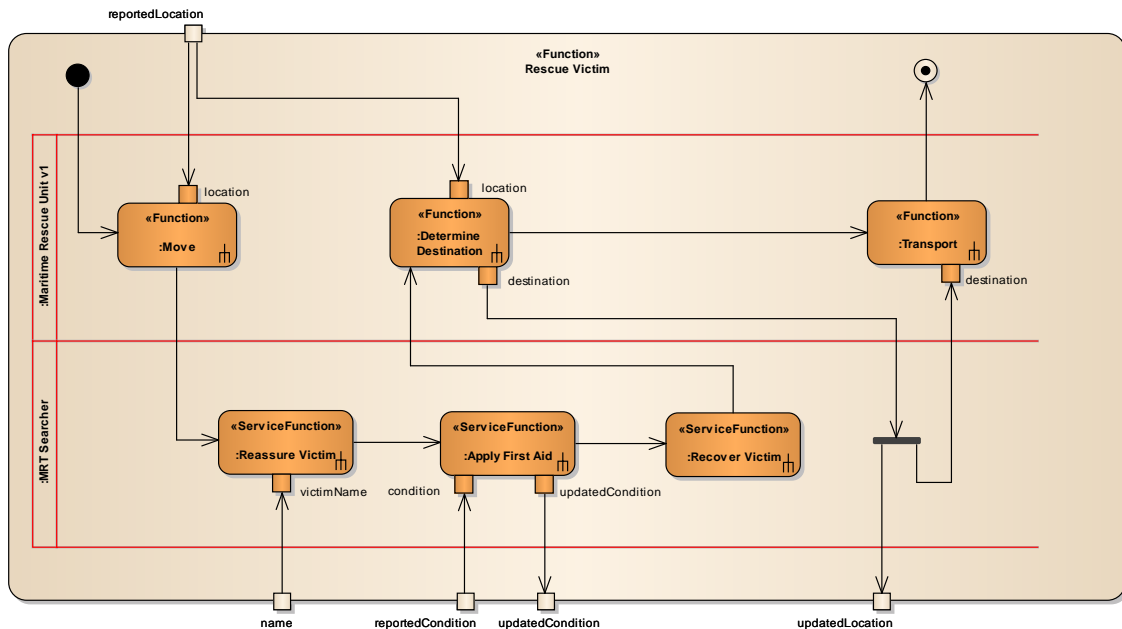 reportedLocation
«Function»
Rescue Victim
:Maritime Rescue Unit v1
location
«Function»
:Move
location
«Function»
:Determine
Destination
destination
«Function»
:Transport
destination
:MRT Searcher
«ServiceFunction»
:Reassure Victim
victimName
«ServiceFunction»
:Apply First Aid
condition
updatedCondition
«ServiceFunction»
:Recover Victim
name
reportedCondition
updatedCondition
updatedLocation